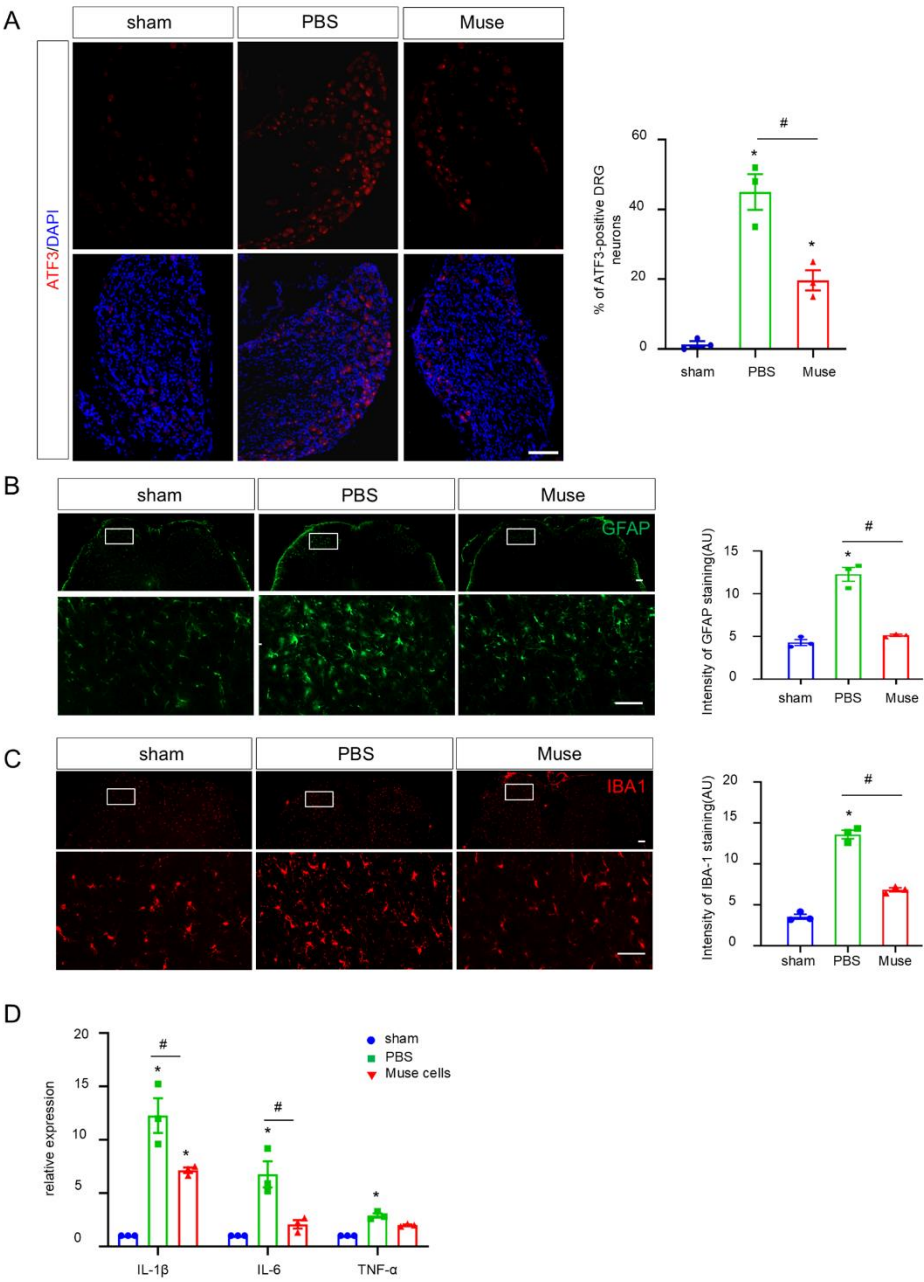 A
sham
PBS
Muse
ATF3/DAPI
% of ATF3-positive DRG
neurons
60
40
20
0
*
#
*
sham
PBS
Muse
B
sham
PBS
Muse
GFAP
Intensity of GFAP staining(AU)
15
10
5
0
*
#
sham
PBS
Muse
C
sham
PBS
Muse
IBA1
Intensity of IBA-1 staining(AU)
20
15
10
5
0
*
#
sham
PBS
Muse
D
relative expression
20
15
10
5
0
#
*
*
#
*
*
sham
PBS
Muse cells
IL-1β
IL-6
TNF-α